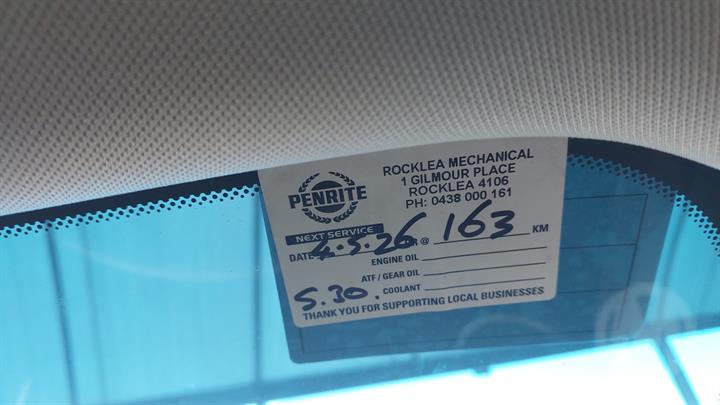 ROCKLEA MECHANICAL
1 GILMOUR PLACE
ROCKLEA 4106
PH: 0438 000 161
PENRITE
NEXT SERVICE
DATE 4.5.26 OR @ 163 KM
ENGINE OIL
ATF / GEAR OIL
5.30. COOLANT
THANK YOU FOR SUPPORTING LOCAL BUSINESSES